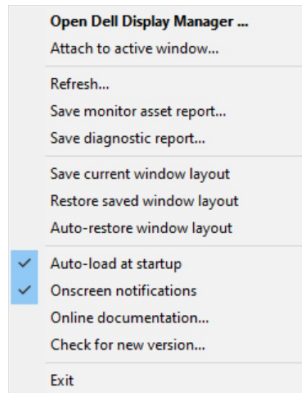 Open Dell Display Manager ...
Attach to active window...
Refresh...
Save monitor asset report...
Save diagnostic report...
Save current window layout
Restore saved window layout
Auto-restore window layout
Auto-load at startup
Onscreen notifications
Online documentation...
Check for new version...
Exit